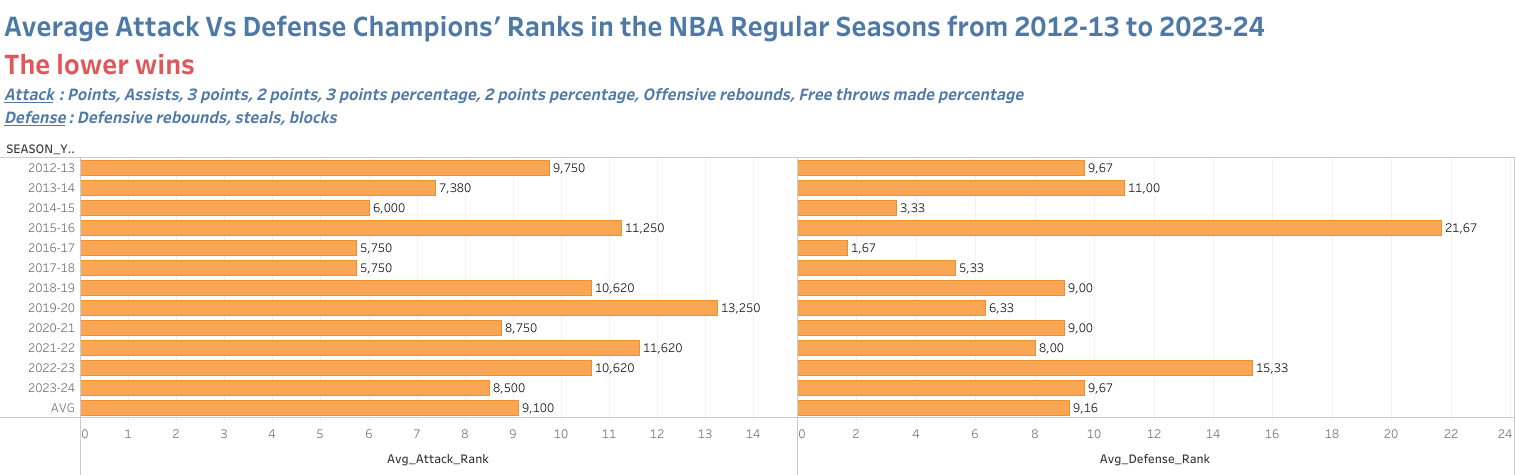 Average Attack Vs Defense Champions’ Ranks in the NBA Regular Seasons from 2012-13 to 2023-24
The lower wins
Attack : Points, Assists, 3 points, 2 points, 3 points percentage, 2 points percentage, Offensive rebounds, Free throws made percentage
Defense : Defensive rebounds, steals, blocks
SEASON_Y..
2012-13 9,750 9,67
2013-14 7,380 11,00
2014-15 6,000 3,33
2015-16 11,250 21,67
2016-17 5,750 1,67
2017-18 5,750 5,33
2018-19 10,620 9,00
2019-20 13,250 6,33
2020-21 8,750 9,00
2021-22 11,620 8,00
2022-23 10,620 15,33
2023-24 8,500 9,67
AVG 9,100 9,16
0 1 2 3 4 5 6 7 8 9 10 11 12 13 14 0 2 4 6 8 10 12 14 16 18 20 22 24
Avg_Attack_Rank Avg_Defense_Rank